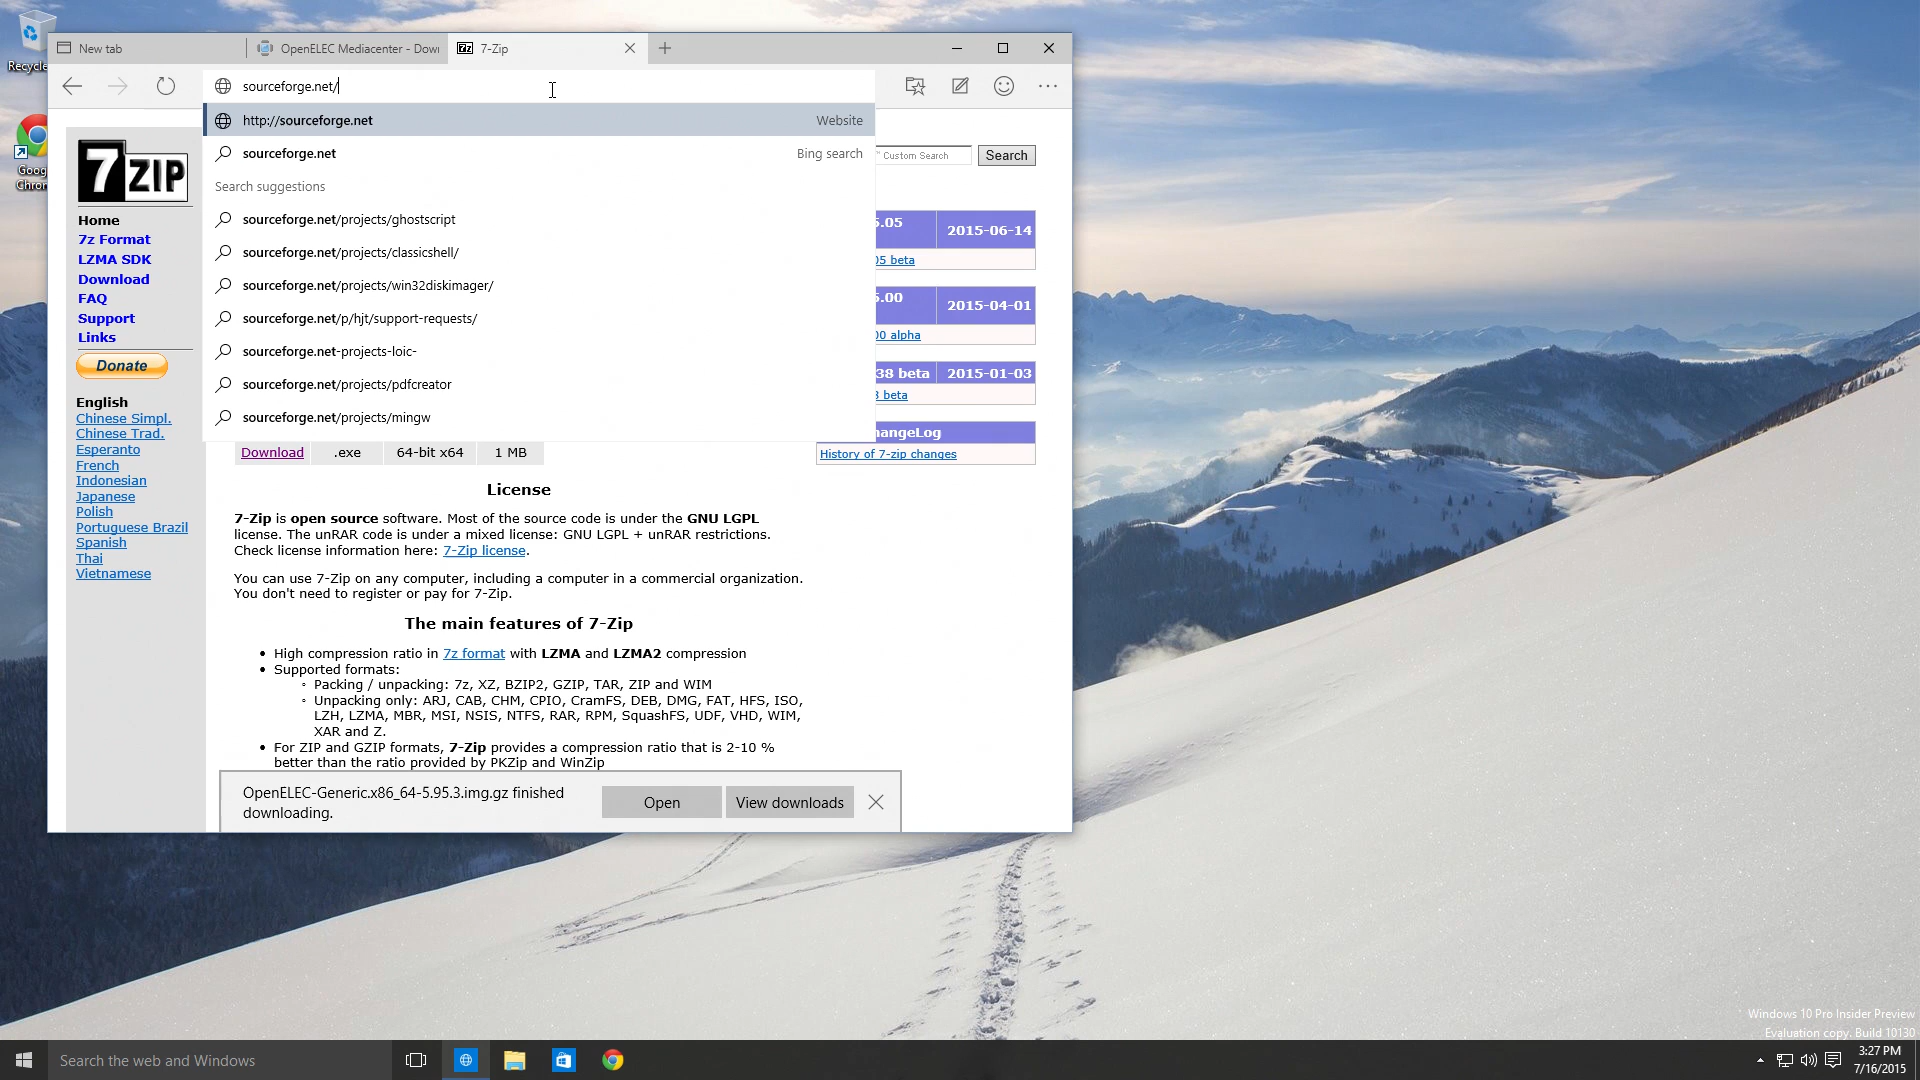 Recycle
New tab
OpenELEC Mediacenter - Dow
7-Zip
sourceforge.net/
http://sourceforge.net Website
sourceforge.net Bing search
Search suggestions
sourceforge.net/projects/ghostscript
sourceforge.net/projects/classicshell/
sourceforge.net/projects/win32diskimager/
sourceforge.net/p/hjt/support-requests/
sourceforge.net-projects-loic-
sourceforge.net/projects/pdfcreator
sourceforge.net/projects/mingw
Goog
Chrom
7ZIP
Home
7z Format
LZMA SDK
Download
FAQ
Support
Links
Donate
English
Chinese Simpl.
Chinese Trad.
Esperanto
French
Indonesian
Japanese
Polish
Portuguese Brazil
Spanish
Thai
Vietnamese
Custom Search
Search
5.05 2015-06-14
05 beta
5.00 2015-04-01
00 alpha
38 beta 2015-01-03
8 beta
hangeLog
History of 7-zip changes
Download .exe 64-bit x64 1 MB
License
7-Zip is open source software. Most of the source code is under the GNU LGPL
license. The unRAR code is under a mixed license: GNU LGPL + unRAR restrictions.
Check license information here: 7-Zip license.
You can use 7-Zip on any computer, including a computer in a commercial organization.
You don't need to register or pay for 7-Zip.
The main features of 7-Zip
• High compression ratio in 7z format with LZMA and LZMA2 compression
• Supported formats:
◦ Packing / unpacking: 7z, XZ, BZIP2, GZIP, TAR, ZIP and WIM
◦ Unpacking only: ARJ, CAB, CHM, CPIO, CramFS, DEB, DMG, FAT, HFS, ISO,
LZH, LZMA, MBR, MSI, NSIS, NTFS, RAR, RPM, SquashFS, UDF, VHD, WIM,
XAR and Z.
• For ZIP and GZIP formats, 7-Zip provides a compression ratio that is 2-10 %
better than the ratio provided by PKZip and WinZip
OpenELEC-Generic.x86_64-5.95.3.img.gz finished
downloading.
Open
View downloads
Windows 10 Pro Insider Preview
Evaluation copy. Build 10130
Search the web and Windows
3:27 PM
7/16/2015